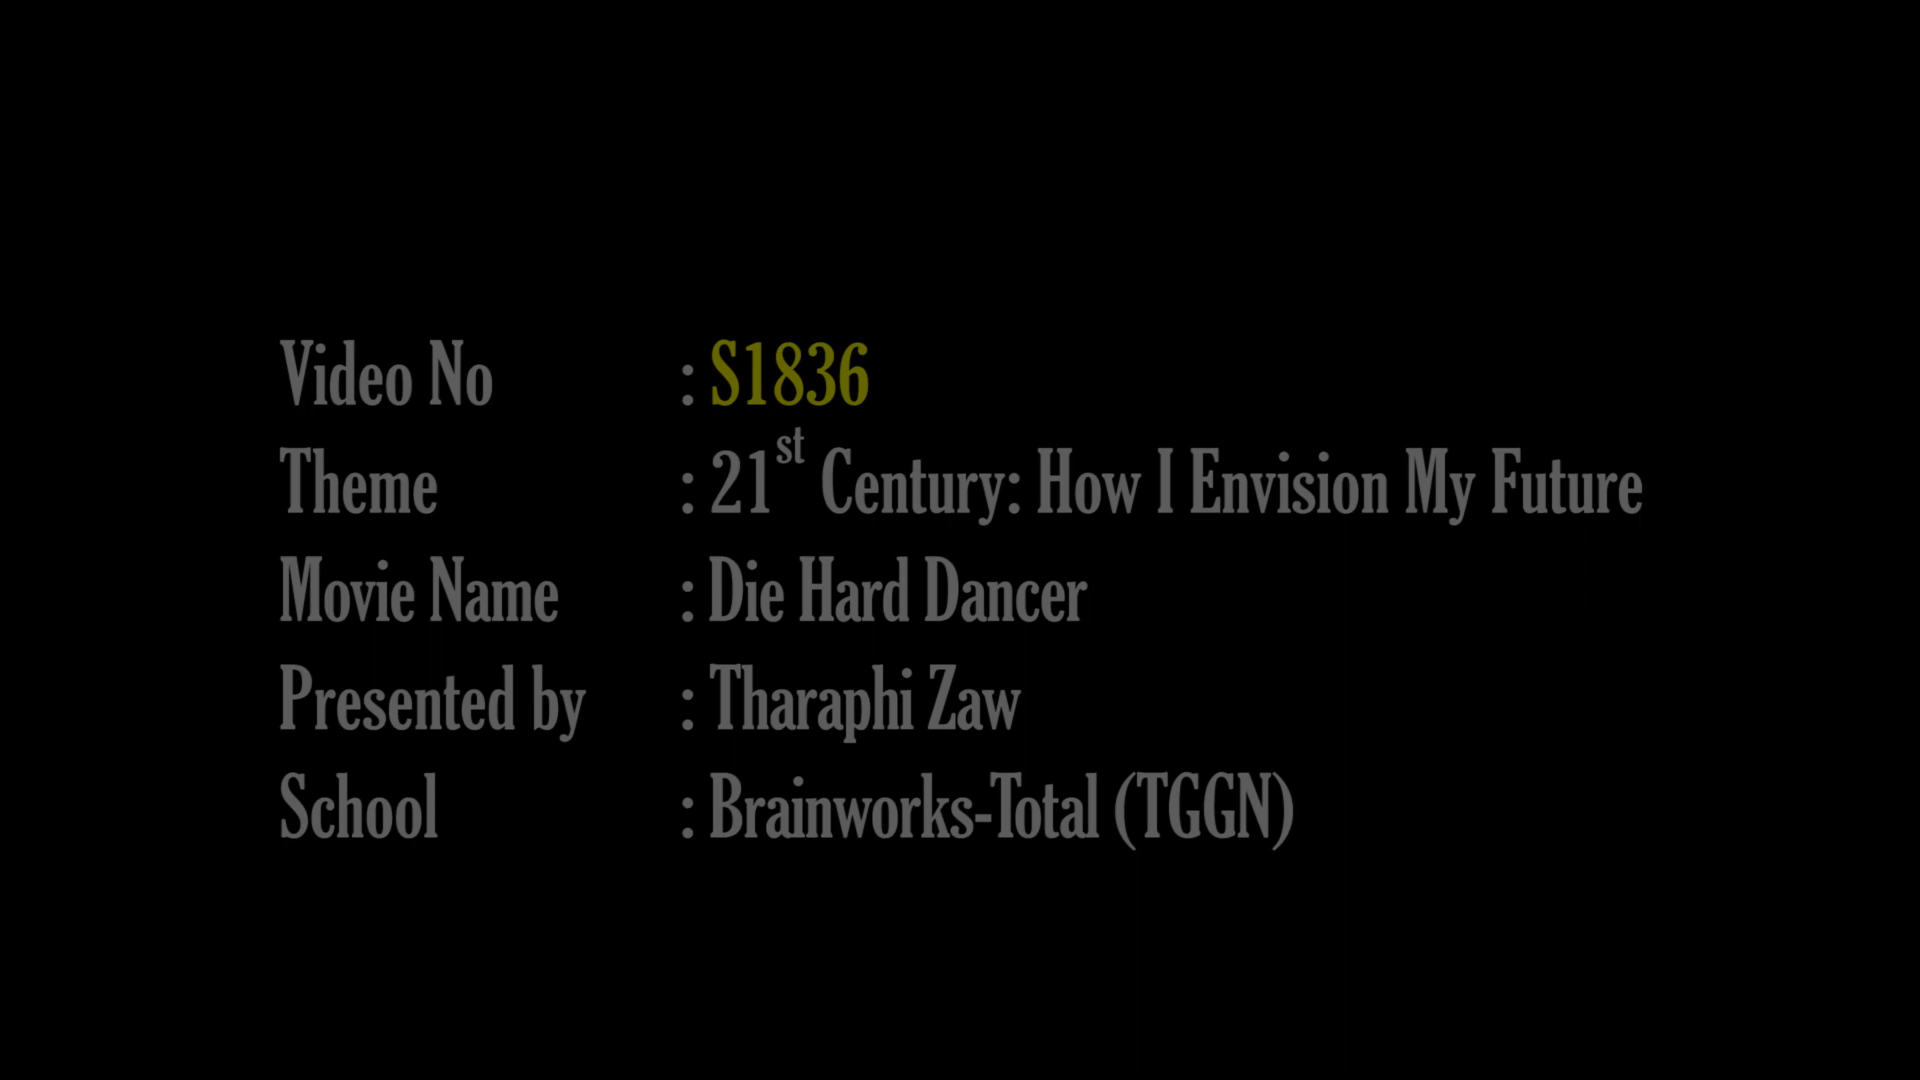 Video No : S1836
Theme : 21st Century: How I Envision My Future
Movie Name : Die Hard Dancer
Presented by : Tharaphi Zaw
School : Brainworks-Total (TGGN)